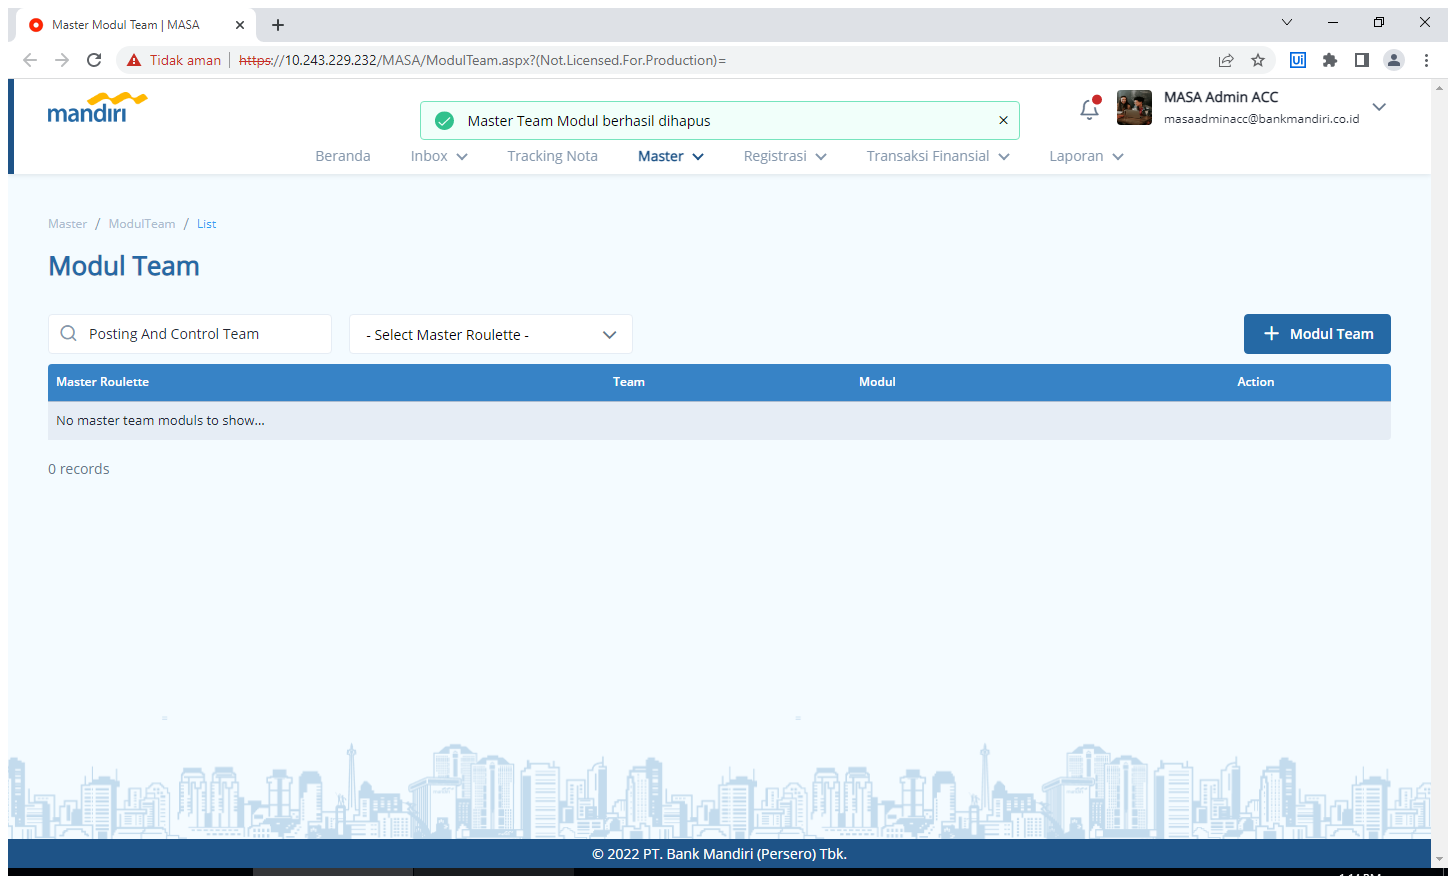 Master Modul Team | MASA
Tidak aman
https://10.243.229.232/MASA/ModulTeam.aspx?(Not.Licensed.For.Production)=
Ui
mandiri
Master Team Modul berhasil dihapus
MASA Admin ACC
masaadminacc@bankmandiri.co.id
Beranda
Inbox
Tracking Nota
Master
Registrasi
Transaksi Finansial
Laporan
Master / ModulTeam / List
Modul Team
Posting And Control Team
- Select Master Roulette -
Modul Team
Master Roulette Team Modul Action
No master team moduls to show...
0 records
© 2022 PT. Bank Mandiri (Persero) Tbk.